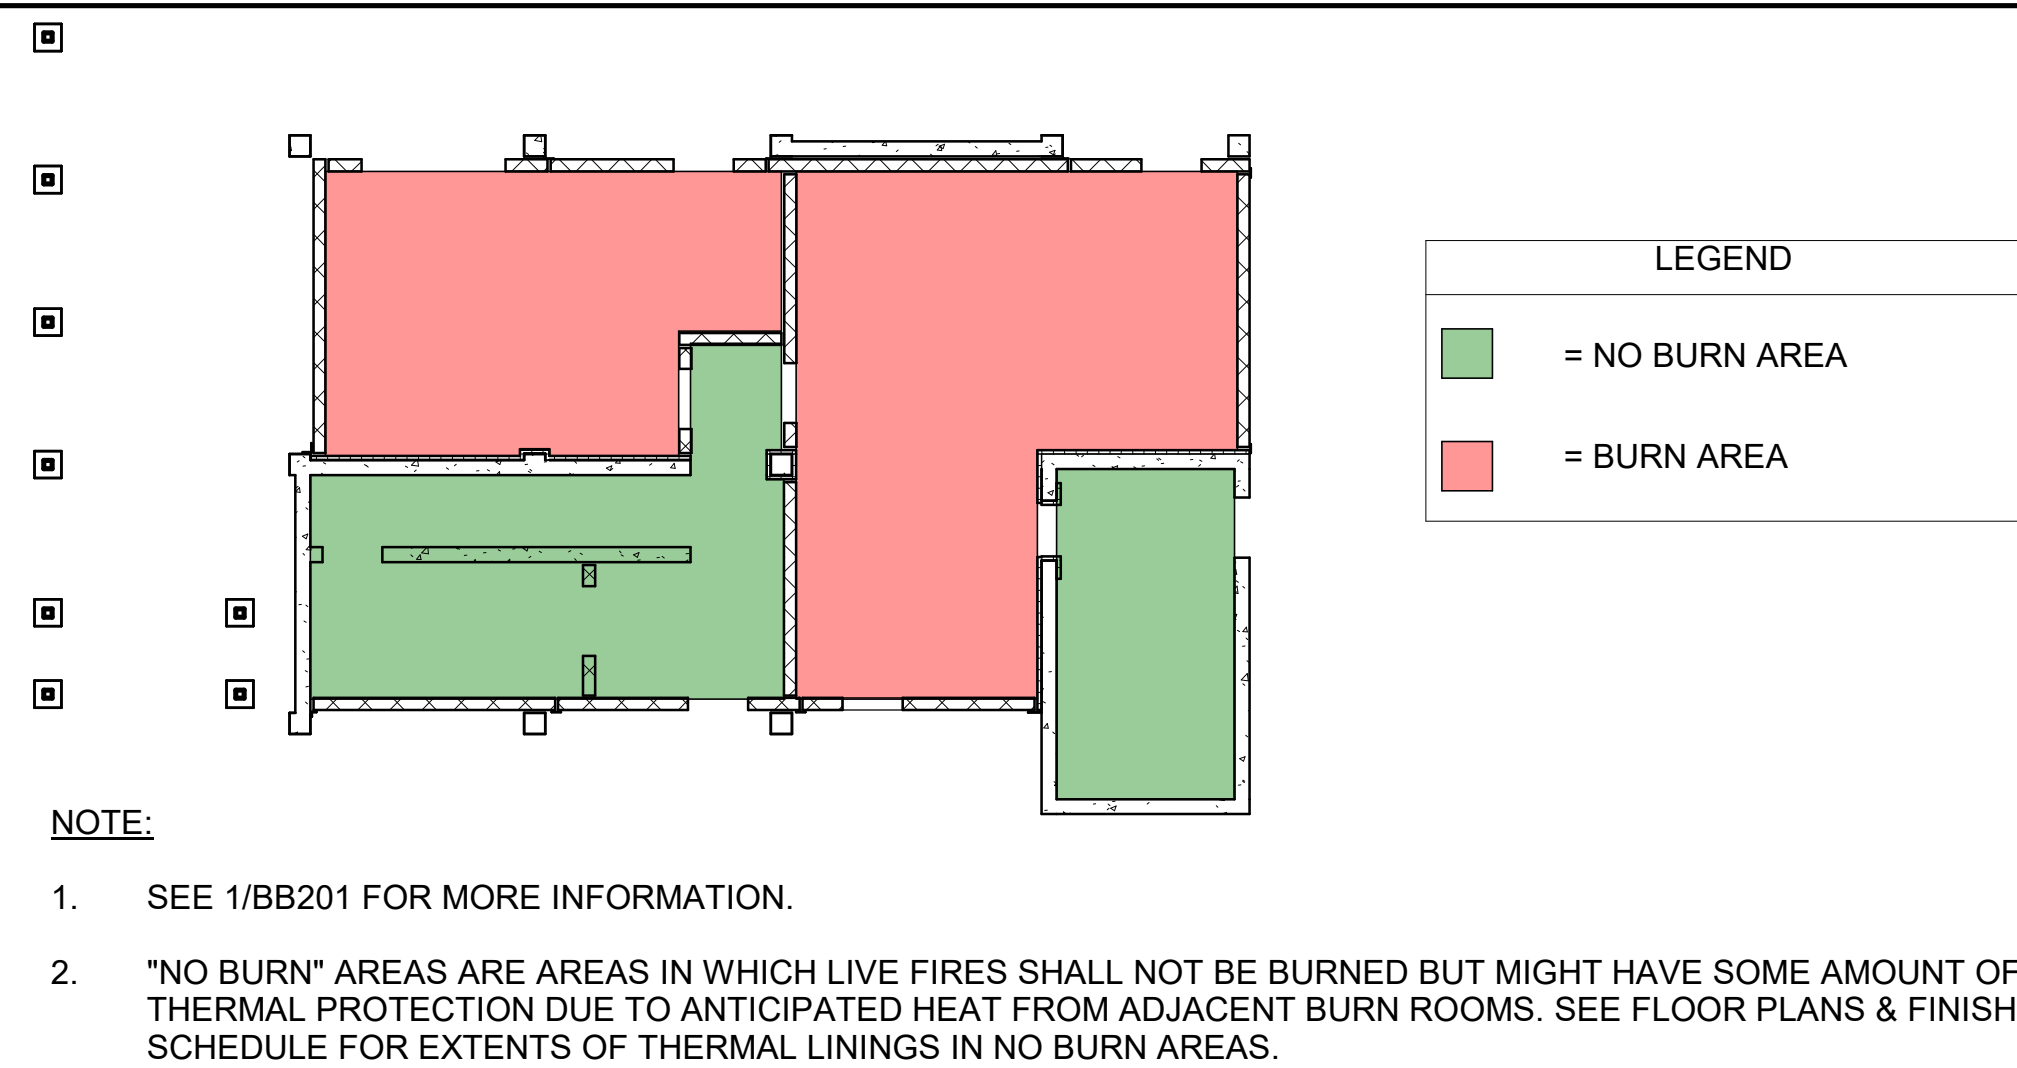 LEGEND
= NO BURN AREA
= BURN AREA
NOTE:
1. SEE 1/BB201 FOR MORE INFORMATION.
2. "NO BURN" AREAS ARE AREAS IN WHICH LIVE FIRES SHALL NOT BE BURNED BUT MIGHT HAVE SOME AMOUNT OF
THERMAL PROTECTION DUE TO ANTICIPATED HEAT FROM ADJACENT BURN ROOMS. SEE FLOOR PLANS & FINISH
SCHEDULE FOR EXTENTS OF THERMAL LININGS IN NO BURN AREAS.